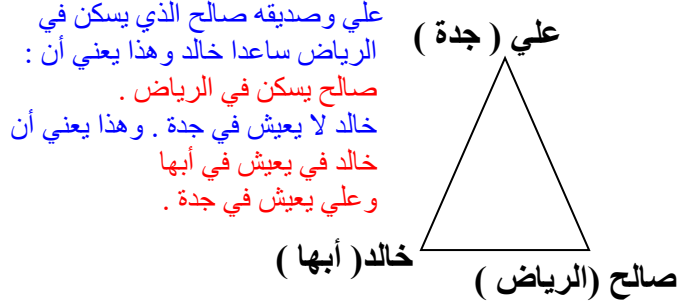 علي وصديقه صالح الذي يسكن في
الرياض ساعدا خالد وهذا يعني أن :
صالح يسكن في الرياض .
خالد لا يعيش في جدة . وهذا يعني أن
خالد في يعيش في أبها
وعلي يعيش في جدة .
علي ( جدة )
خالد( أبها )
صالح (الرياض )